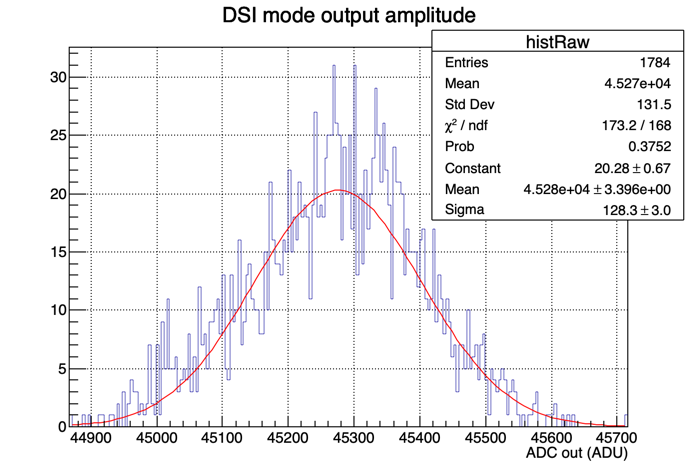 DSI mode output amplitude
histRaw
Entries 1784
Mean 4.527e+04
Std Dev 131.5
χ² / ndf 173.2 / 168
Prob 0.3752
Constant 20.28 ± 0.67
Mean 4.528e+04 ± 3.396e+00
Sigma 128.3 ± 3.0
30
25
20
15
10
5
0
44900 45000 45100 45200 45300 45400 45500 45600 45700
ADC out (ADU)